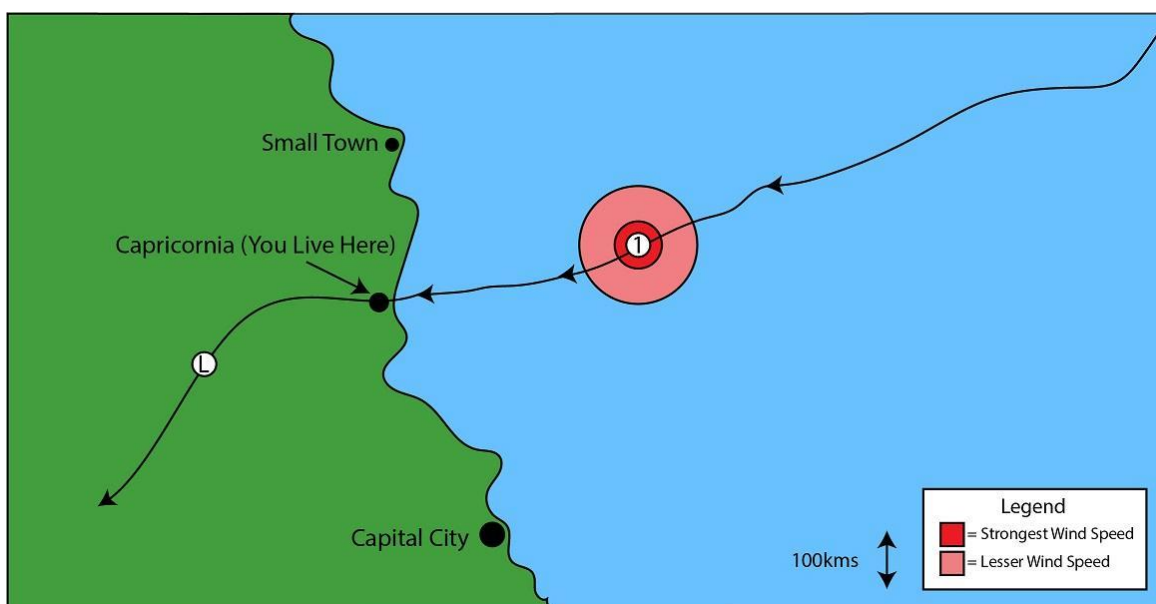 Small Town
1
Capricornia (You Live Here)
L
Capital City
100kms
Legend
= Strongest Wind Speed
= Lesser Wind Speed